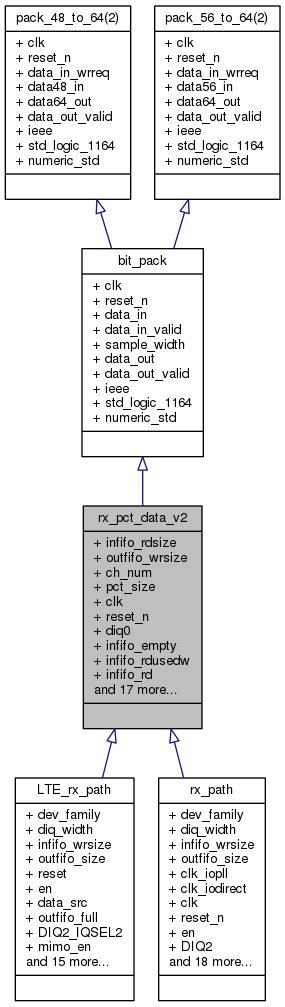 pack_48_to_64(2)
+ clk
+ reset_n
+ data_in_wrreq
+ data48_in
+ data64_out
+ data_out_valid
+ ieee
+ std_logic_1164
+ numeric_std
pack_56_to_64(2)
+ clk
+ reset_n
+ data_in_wrreq
+ data56_in
+ data64_out
+ data_out_valid
+ ieee
+ std_logic_1164
+ numeric_std
bit_pack
+ clk
+ reset_n
+ data_in
+ data_in_valid
+ sample_width
+ data_out
+ data_out_valid
+ ieee
+ std_logic_1164
+ numeric_std
rx_pct_data_v2
+ infifo_rdsize
+ outfifo_wrsize
+ ch_num
+ pct_size
+ clk
+ reset_n
+ diq0
+ infifo_empty
+ infifo_rdusedw
+ infifo_rd
and 17 more...
LTE_rx_path
+ dev_family
+ diq_width
+ infifo_wrsize
+ outfifo_size
+ reset
+ en
+ data_src
+ outfifo_full
+ DIQ2_IQSEL2
+ mimo_en
and 15 more...
rx_path
+ dev_family
+ diq_width
+ infifo_wrsize
+ outfifo_size
+ clk_iopll
+ clk_iodirect
+ clk
+ reset_n
+ en
+ DIQ2
and 18 more...